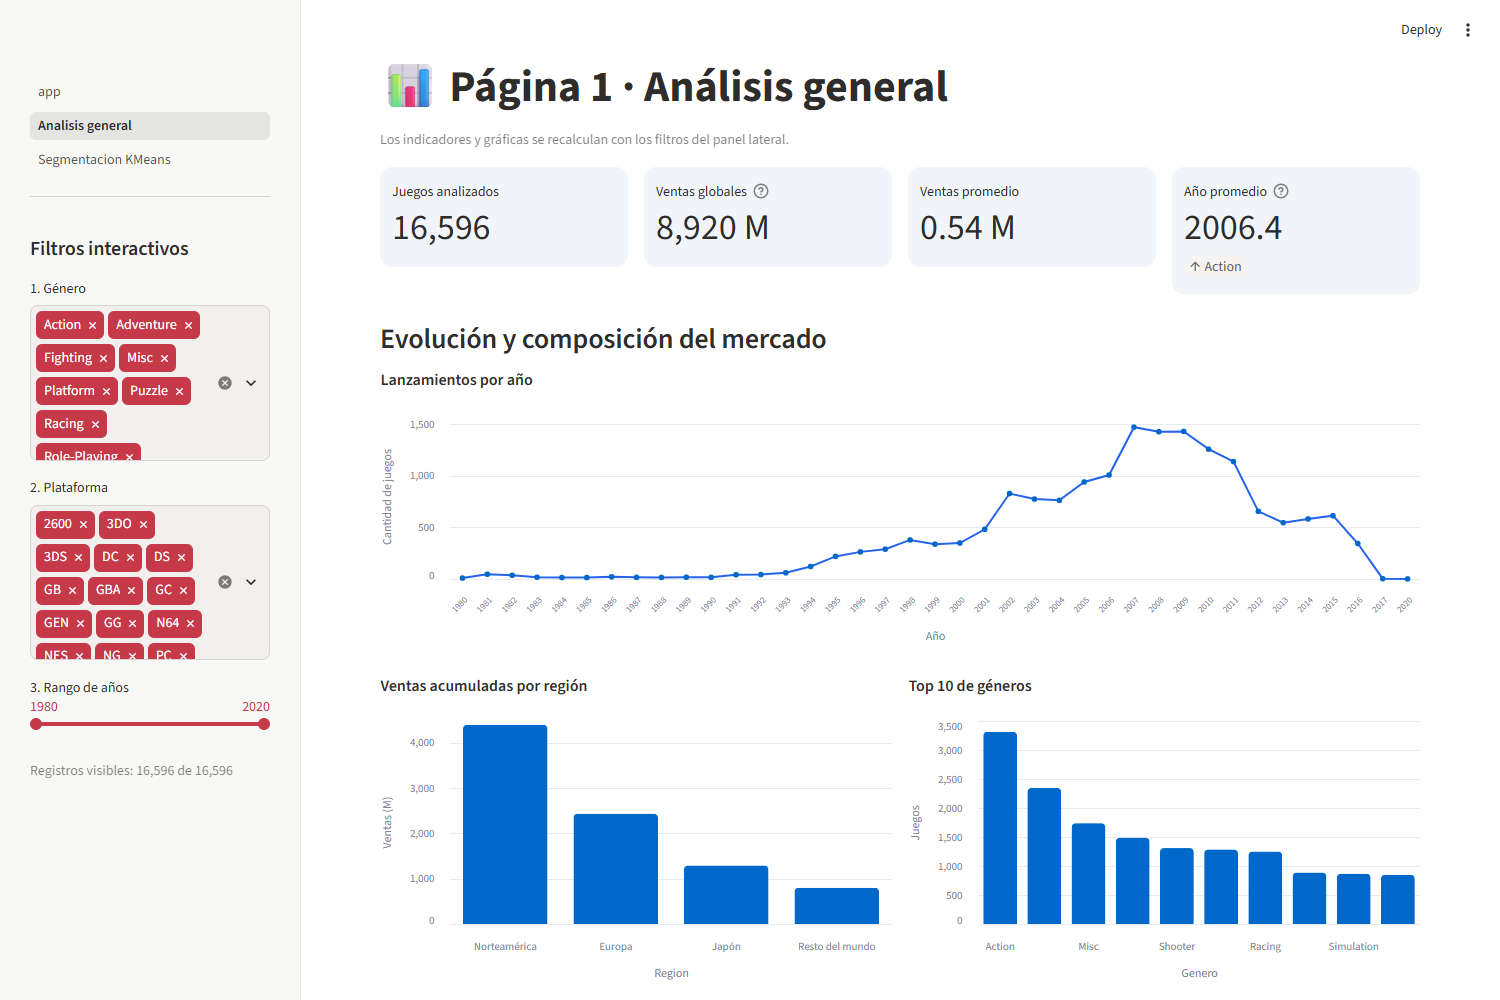 Deploy
app
Analisis general
Segmentacion KMeans
Filtros interactivos
1. Género
Action × Adventure ×
Fighting × Misc ×
Platform × Puzzle ×
Racing ×
Role-Playing ×
2. Plataforma
2600 × 3DO ×
3DS × DC × DS ×
GB × GBA × GC ×
GEN × GG × N64 ×
NES × NG × PC ×
3. Rango de años
1980 2020
Registros visibles: 16,596 de 16,596
Página 1 · Análisis general
Los indicadores y gráficas se recalculan con los filtros del panel lateral.
Juegos analizados
16,596
Ventas globales
8,920 M
Ventas promedio
0.54 M
Año promedio
2006.4
↑ Action
Evolución y composición del mercado
Lanzamientos por año
Cantidad de juegos
1,500
1,000
500
0
1980 1981 1982 1983 1984 1985 1986 1987 1988 1989 1990 1991 1992 1993 1994 1995 1996 1997 1998 1999 2000 2001 2002 2003 2004 2005 2006 2007 2008 2009 2010 2011 2012 2013 2014 2015 2016 2017 2020
Año
Ventas acumuladas por región
Ventas (M)
4,000
3,000
2,000
1,000
0
Norteamérica Europa Japón Resto del mundo
Region
Top 10 de géneros
Juegos
3,500
3,000
2,500
2,000
1,500
1,000
500
0
Action Misc Shooter Racing Simulation
Genero